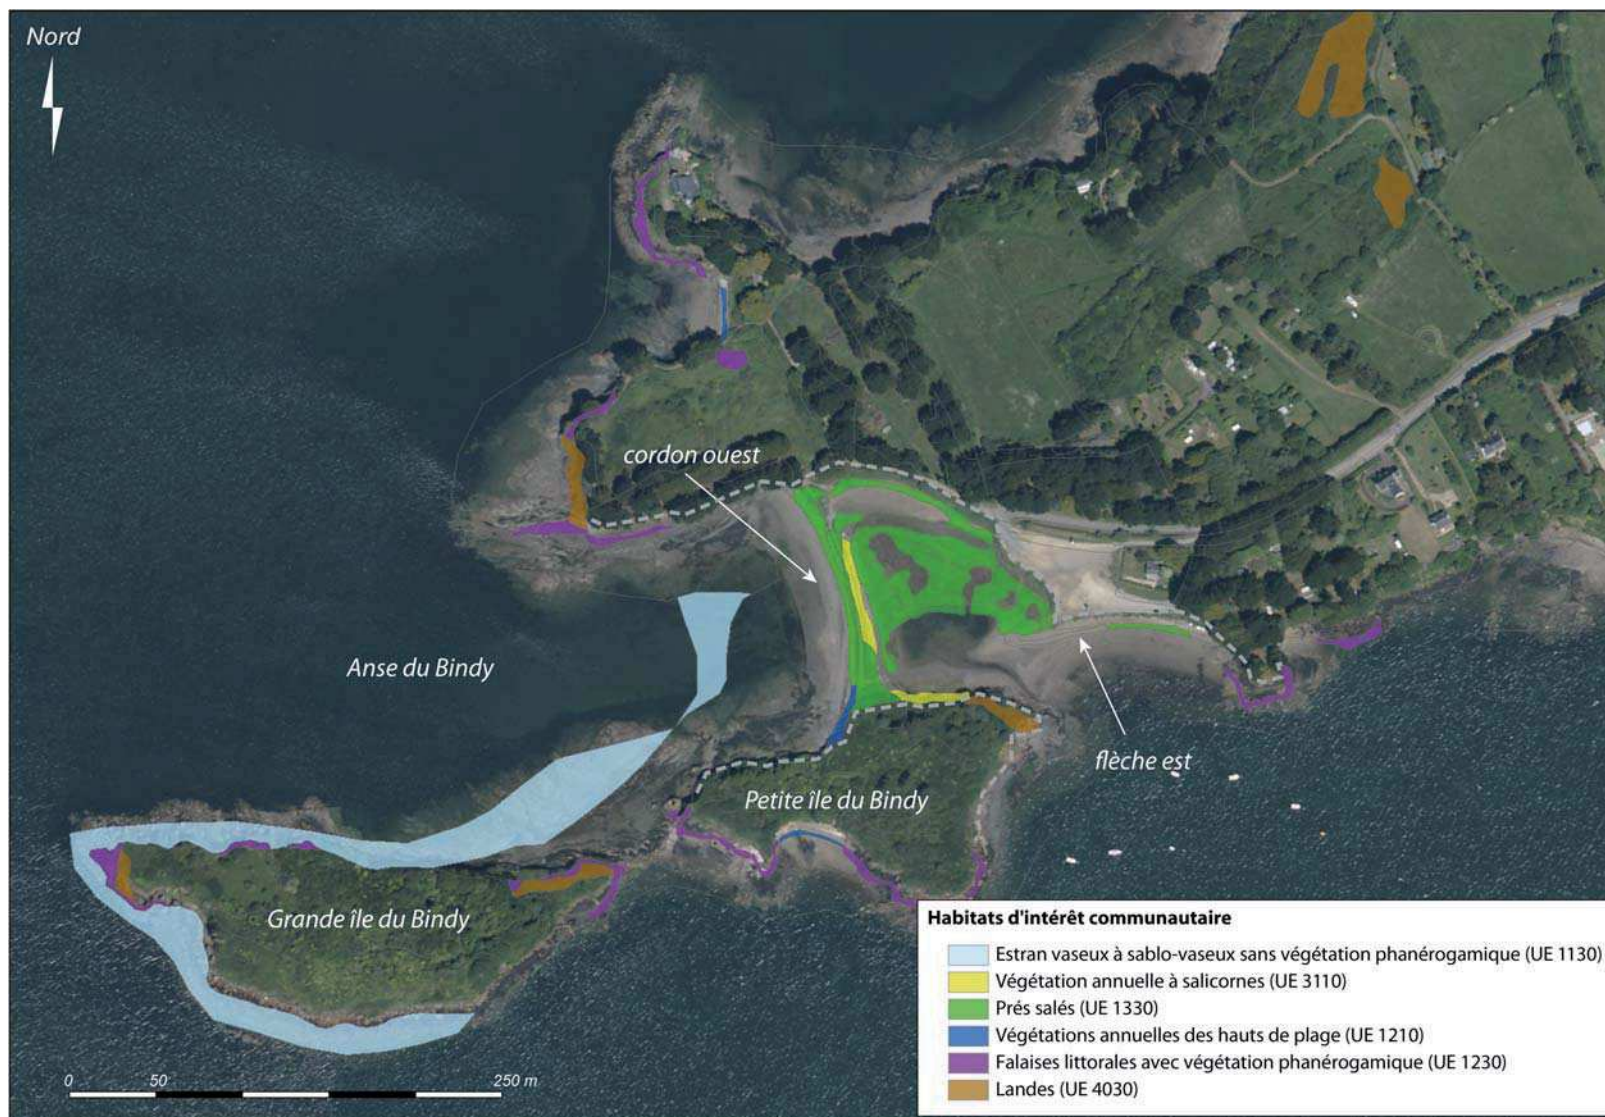 Nord
cordon ouest
Anse du Bindy
flèche est
Petite île du Bindy
Grande île du Bindy
0 50 250 m
Habitats d'intérêt communautaire
Estran vaseux à sablo-vaseux sans végétation phanérogamique (UE 1130)
Végétation annuelle à salicornes (UE 3110)
Prés salés (UE 1330)
Végétations annuelles des hauts de plage (UE 1210)
Falaises littorales avec végétation phanérogamique (UE 1230)
Landes (UE 4030)